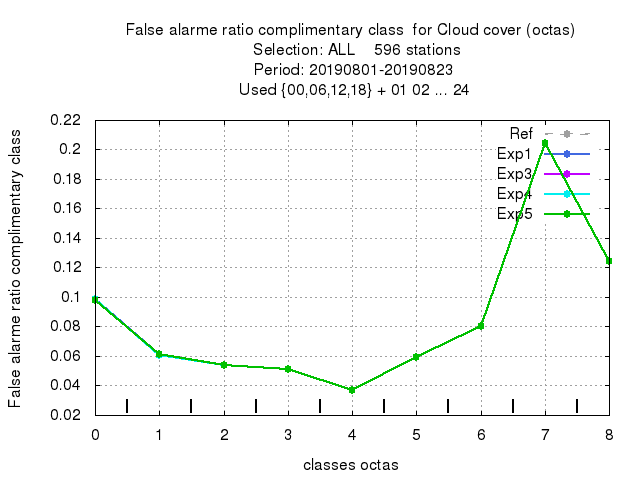 False alarme ratio complimentary class  for Cloud cover (octas)
Selection: ALL    596 stations
Period: 20190801-20190823
Used {00,06,12,18} + 01 02 ... 24
False alarme ratio complimentary class
0.22
0.2
0.18
0.16
0.14
0.12
0.1
0.08
0.06
0.04
0.02
Ref
Exp1
Exp3
Exp4
Exp5
0 1 2 3 4 5 6 7 8
classes octas